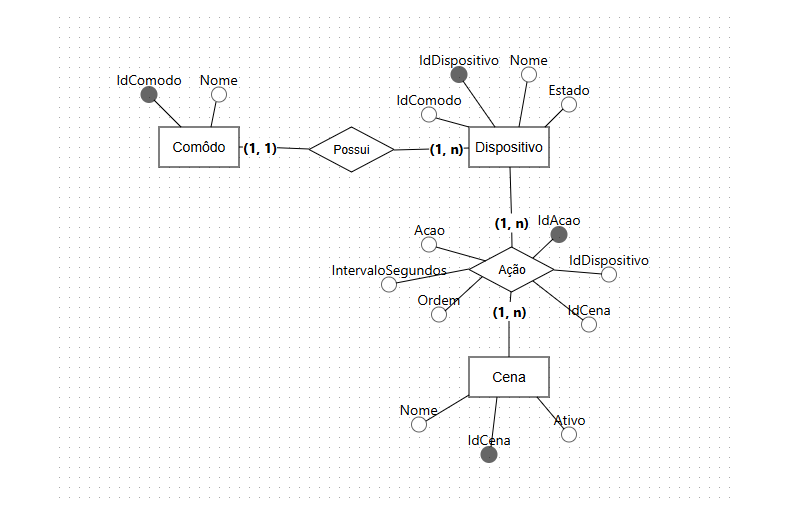 IdDispositivo
Nome
IdComodo
Nome
Estado
IdComodo
Comôdo
(1, 1)
Possui
(1, n)
Dispositivo
(1, n)
IdAcao
Acao
IdDispositivo
IntervaloSegundos
Ação
Ordem
IdCena
(1, n)
Cena
Nome
Ativo
IdCena